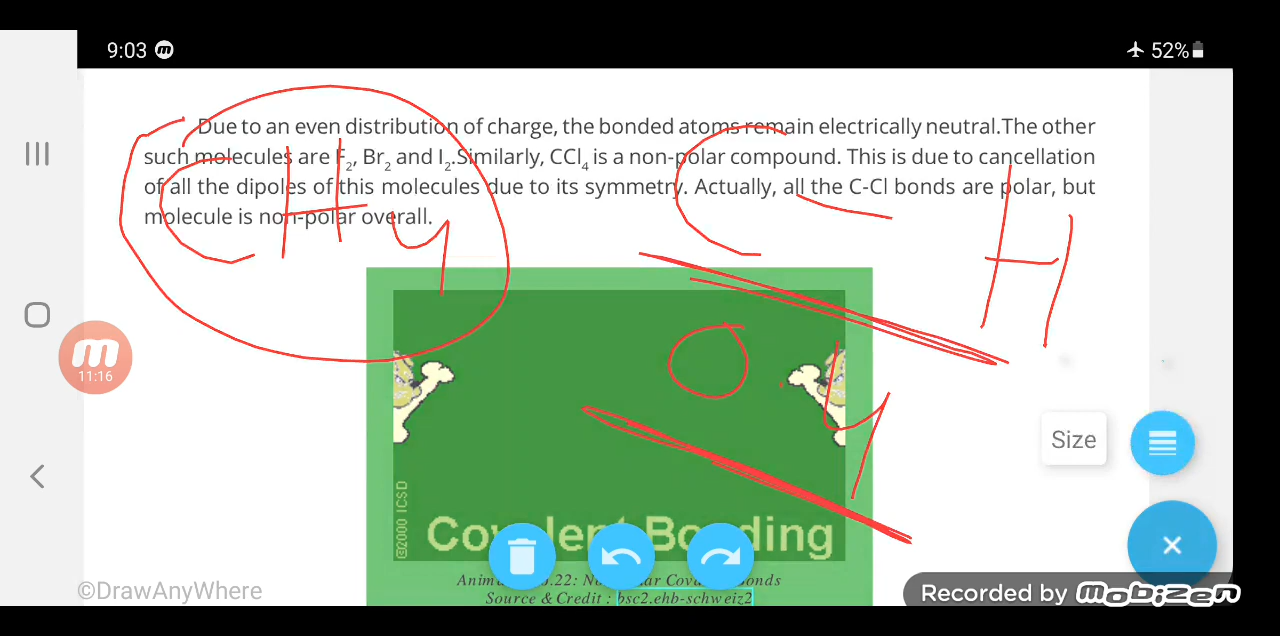 9:03 m 52%
Due to an even distribution of charge, the bonded atoms remain electrically neutral.The other
such molecules are F2, Br2 and I2.Similarly, CCl4 is a non-polar compound. This is due to cancellation
of all the dipoles of this molecules due to its symmetry. Actually, all the C-Cl bonds are polar, but
molecule is non-polar overall.
CH4
C - H
0 4
m
11:16
Size
©2000 ICSD
Covalent Bonding
©DrawAnyWhere
Source & Credit : bsc2.ehb-schweiz2
Recorded by mobizen